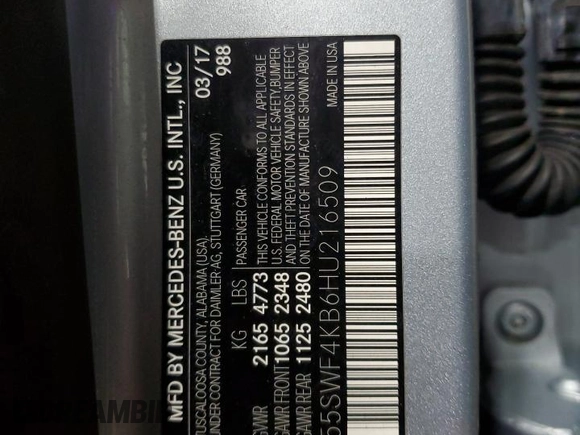 MFD BY MERCEDES-BENZ U.S. INTL., INC
TUSCALOOSA COUNTY, ALABAMA (USA),
UNDER CONTRACT FOR DAIMLER AG, STUTTGART (GERMANY)
03/17
988
KG LBS
GVWR 2165 4773
GAWR FRONT 1065 2348
GAWR REAR 1125 2480
PASSENGER CAR
THIS VEHICLE CONFORMS TO ALL APPLICABLE
U.S. FEDERAL MOTOR VEHICLE SAFETY,BUMPER
AND THEFT PREVENTION STANDARDS IN EFFECT
ON THE DATE OF MANUFACTURE SHOWN ABOVE
55SWF4KB6HU216509
MADE IN USA